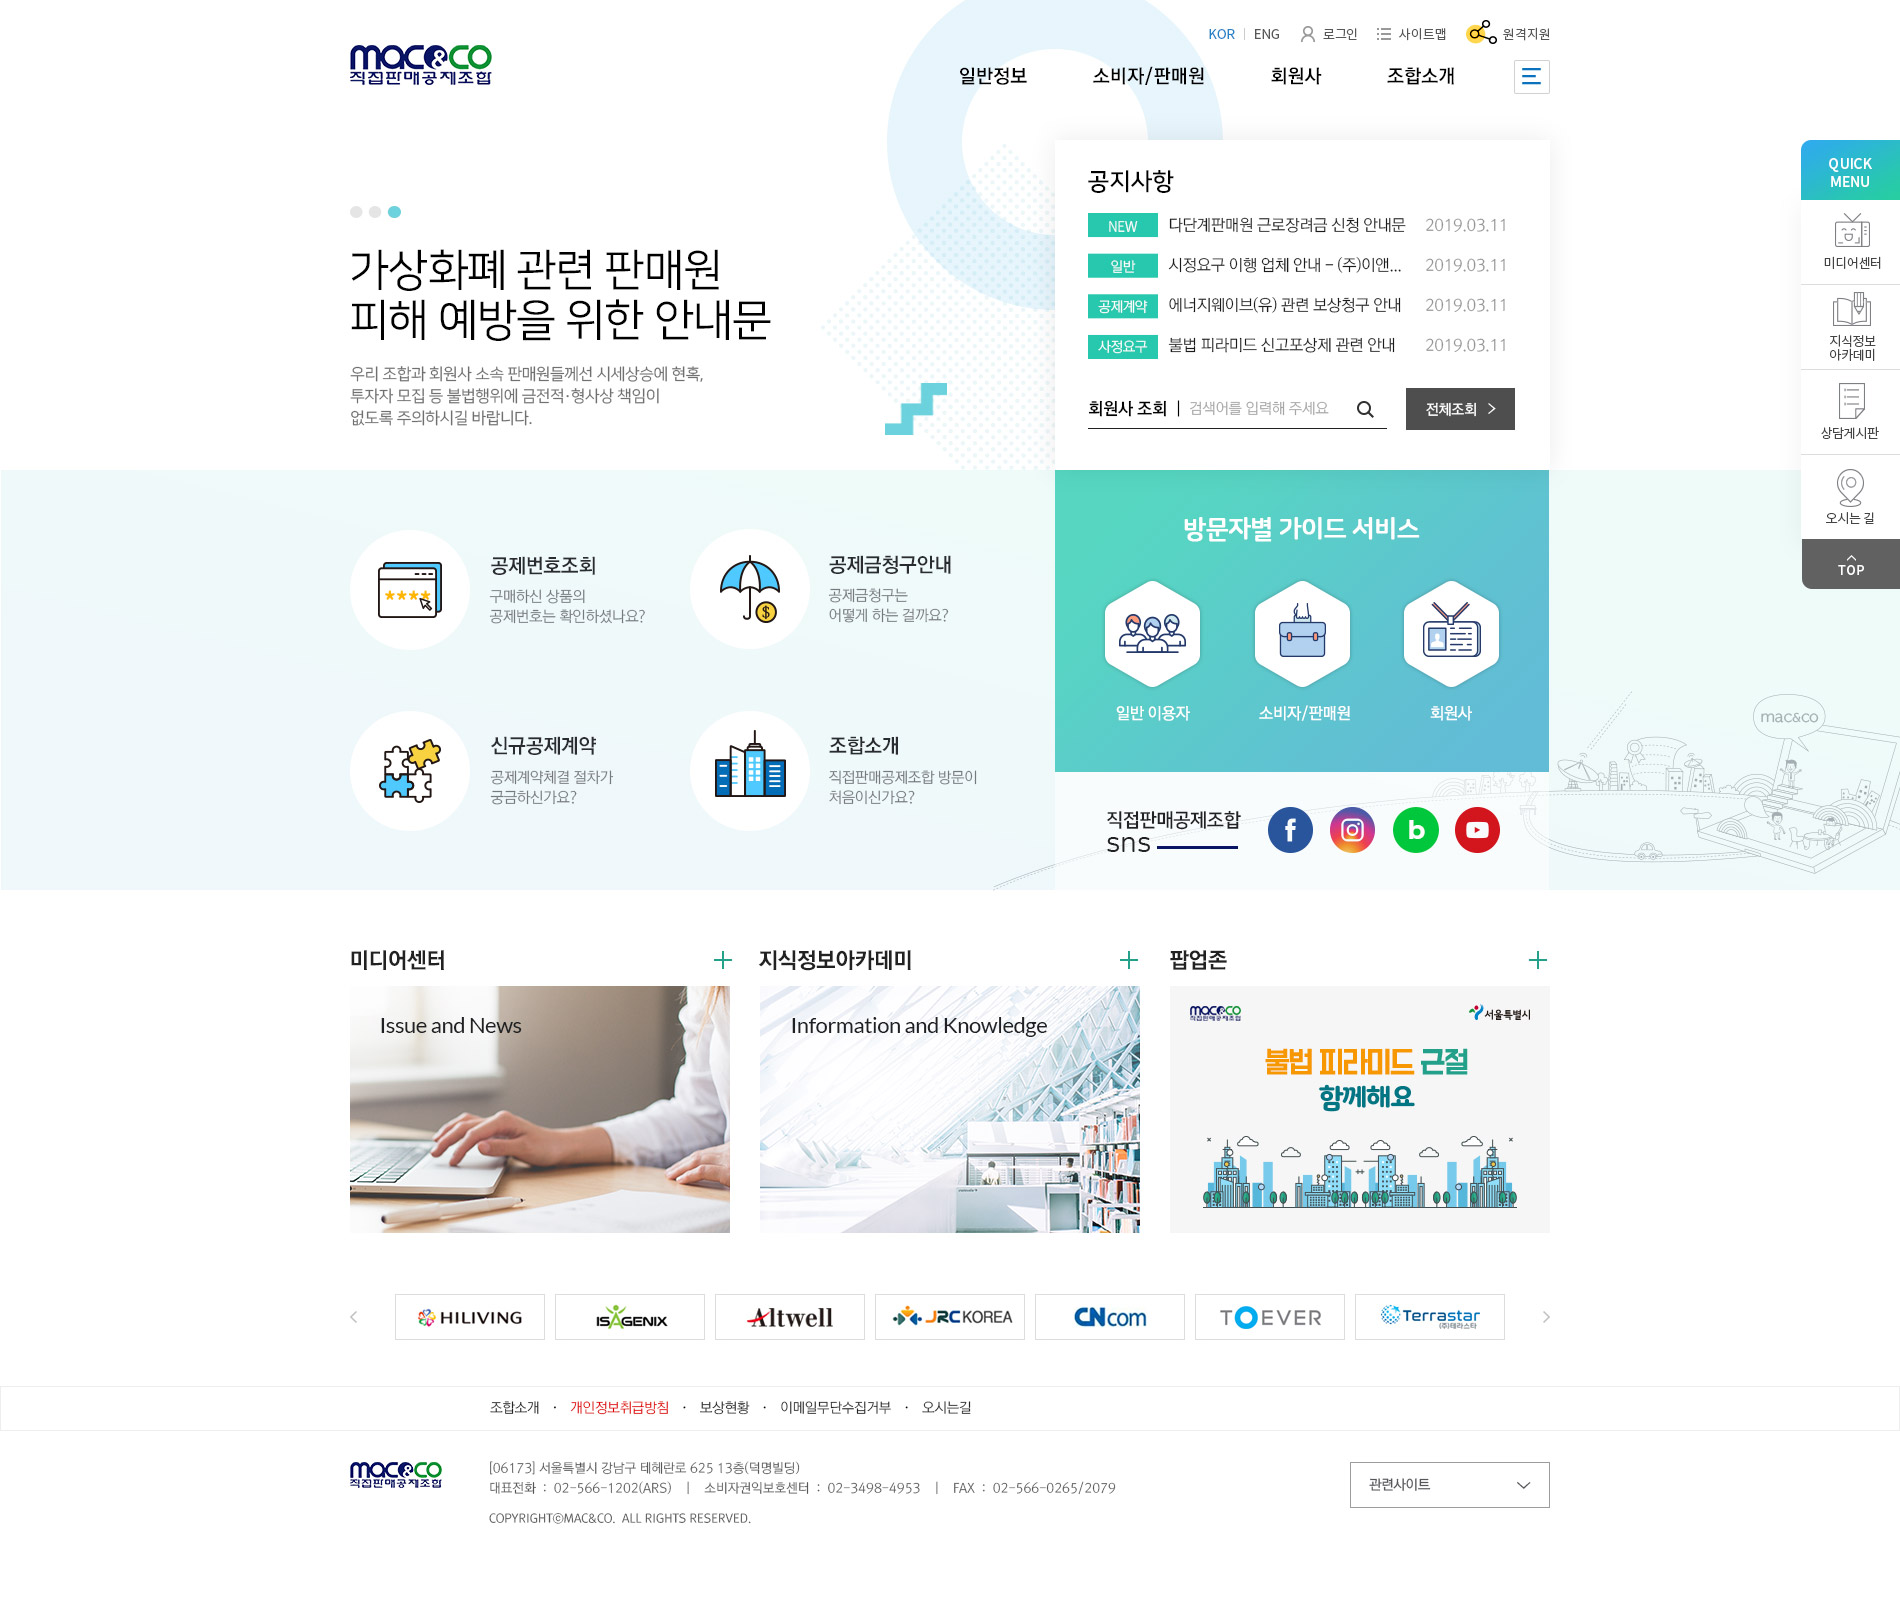 KOR
ENG
로그인
사이트맵
원격지원
mac&co
직접판매공제조합
일반정보
소비자/판매원
회원사
조합소개
가상화폐 관련 판매원
피해 예방을 위한 안내문
우리 조합과 회원사 소속 판매원들께선 시세상승에 현혹,
투자자 모집 등 불법행위에 금전적·형사상 책임이
없도록 주의하시길 바랍니다.
공지사항
NEW 다단계판매원 근로장려금 신청 안내문 2019.03.11
일반 시정요구 이행 업체 안내 - (주)이앤... 2019.03.11
공제계약 에너지웨이브(유) 관련 보상청구 안내 2019.03.11
시정요구 불법 피라미드 신고포상제 관련 안내 2019.03.11
회원사 조회 | 검색어를 입력해 주세요
전체조회
QUICK
MENU
미디어센터
지식정보
아카데미
상담게시판
오시는 길
TOP
공제번호조회
구매하신 상품의
공제번호는 확인하셨나요?
공제금청구안내
공제금청구는
어떻게 하는 걸까요?
신규공제계약
공제계약체결 절차가
궁금하신가요?
조합소개
직접판매공제조합 방문이
처음이신가요?
방문자별 가이드 서비스
일반 이용자
소비자/판매원
회원사
mac&co
직접판매공제조합
sns
미디어센터
Issue and News
지식정보아카데미
Information and Knowledge
팝업존
mac&co
직접판매공제조합
서울특별시
불법 피라미드 근절
함께해요
HILIVING
ISAGENIX
Altwell
JRC KOREA
CN com
TOEVER
Terrastar
(주)테라스타
조합소개 · 개인정보취급방침 · 보상현황 · 이메일무단수집거부 · 오시는길
mac&co
직접판매공제조합
[06173] 서울특별시 강남구 테헤란로 625 13층(덕명빌딩)
대표전화 : 02-566-1202(ARS) | 소비자권익보호센터 : 02-3498-4953 | FAX : 02-566-0265/2079
COPYRIGHTⓒMAC&CO. ALL RIGHTS RESERVED.
관련사이트